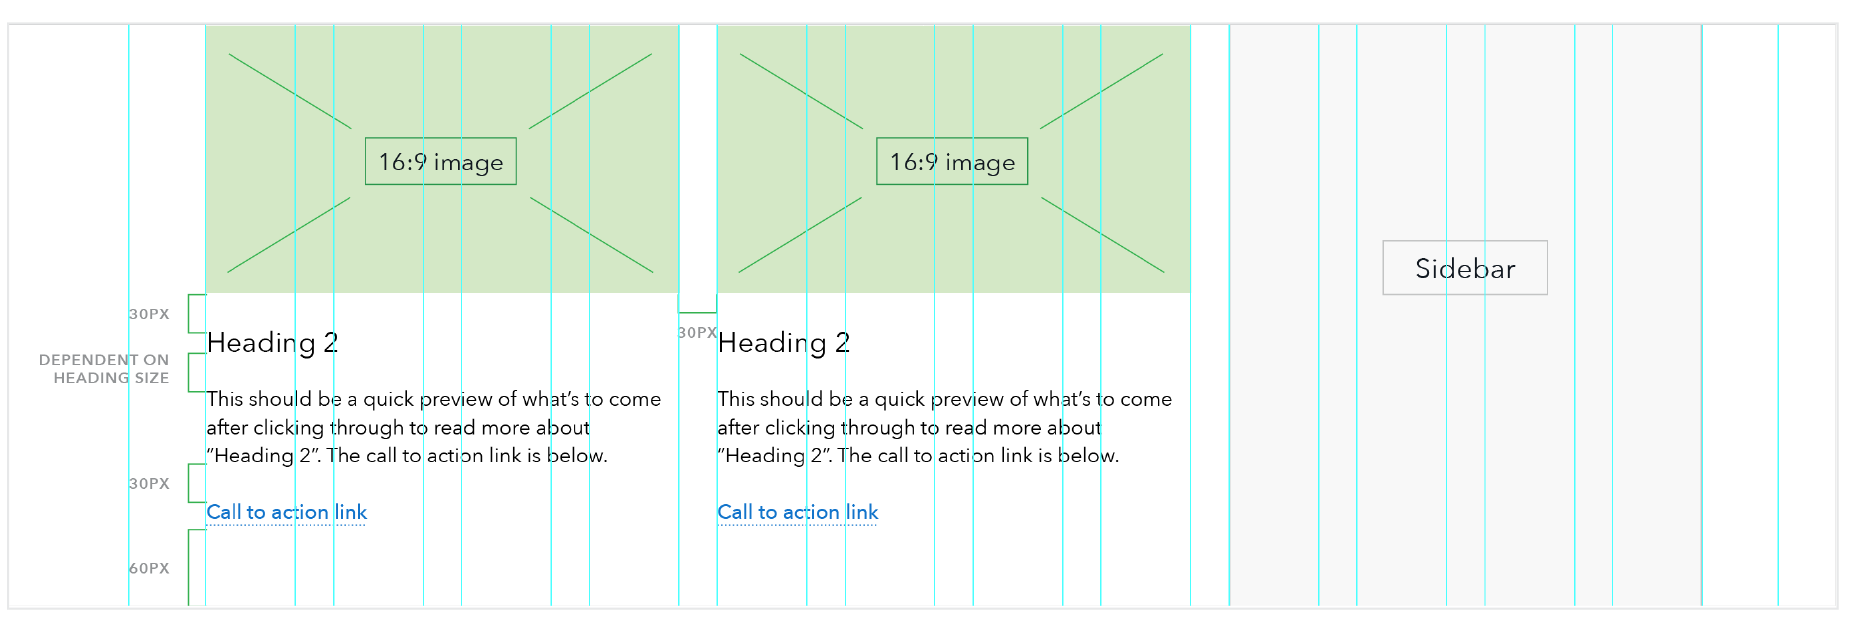 16:9 image
16:9 image
Sidebar
30PX
30PX
DEPENDENT ON
HEADING SIZE
Heading 2
Heading 2
This should be a quick preview of what’s to come
after clicking through to read more about
“Heading 2”. The call to action link is below.
This should be a quick preview of what’s to come
after clicking through to read more about
“Heading 2”. The call to action link is below.
30PX
Call to action link
Call to action link
60PX